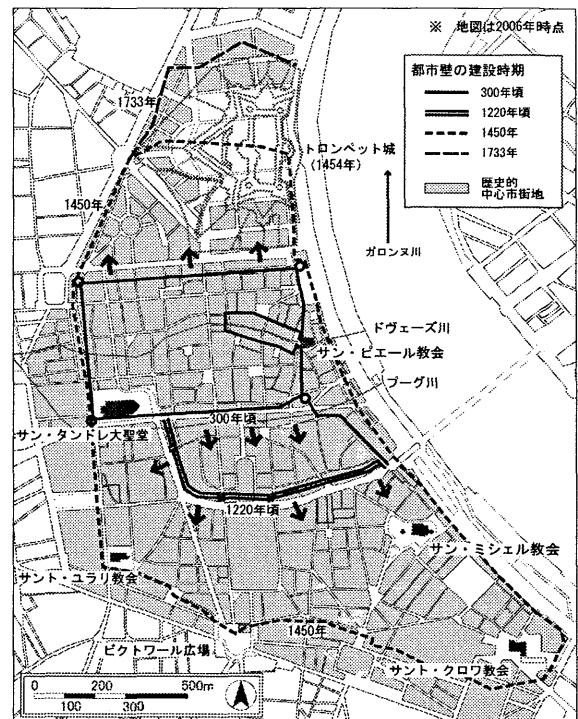 ※ 地図は2006年時点
都市壁の建設時期
300年頃
1220年頃
1450年
1733年
歴史的
中心市街地
1733年
トロンペット城
(1454年)
1450年
ガロンヌ川
ドヴェーズ川
サン・ピエール教会
プーグ川
300年頃
サン・タンドレ大聖堂
1220年頃
サン・ミシェル教会
サント・ユラリ教会
1450年
ビクトワール広場
サント・クロワ教会
0 200 500m
100 300